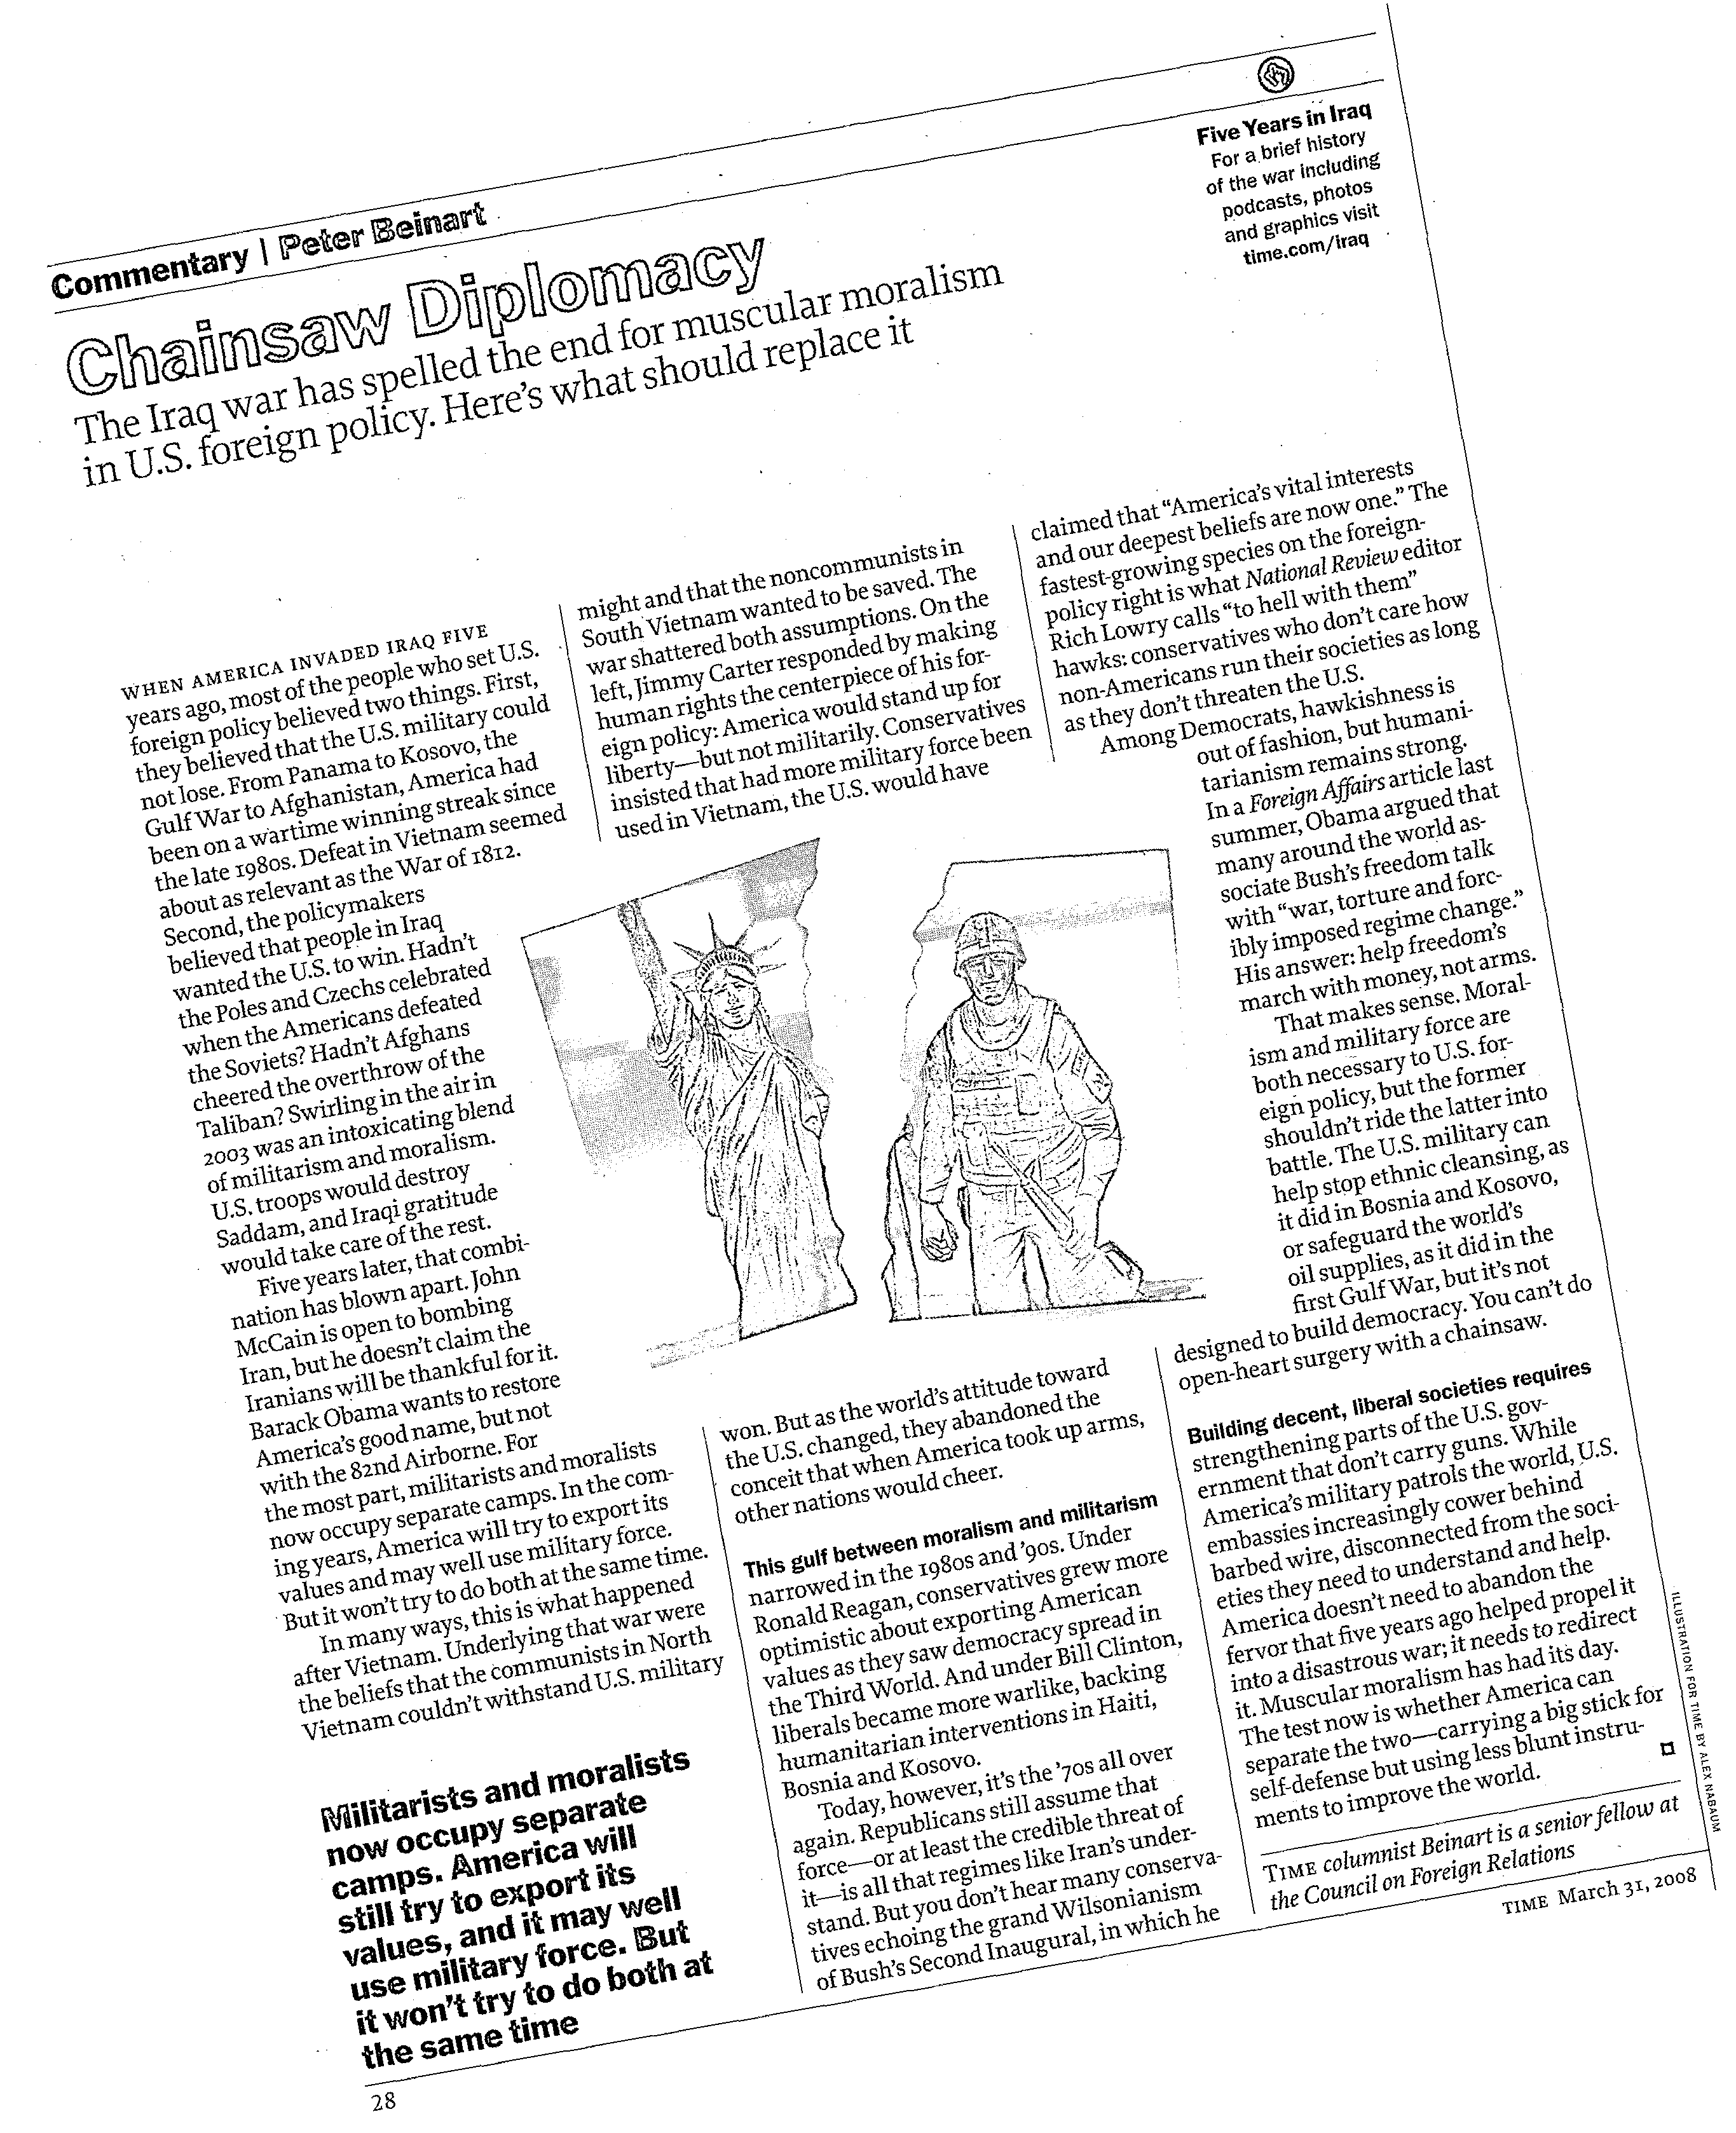 Five Years in Iraq
For a brief history
of the war including
podcasts, photos
and graphics visit
time.com/iraq
Commentary | Peter Beinart
Chainsaw Diplomacy
The Iraq war has spelled the end for muscular moralism
in U.S. foreign policy. Here's what should replace it
WHEN AMERICA INVADED IRAQ FIVE
years ago, most of the people who set U.S.
foreign policy believed two things. First,
they believed that the U.S. military could
not lose. From Panama to Kosovo, the
Gulf War to Afghanistan, America had
been on a wartime winning streak since
the late 1980s. Defeat in Vietnam seemed
about as relevant as the War of 1812.
Second, the policymakers
believed that people in Iraq
wanted the U.S. to win. Hadn't
the Poles and Czechs celebrated
when the Americans defeated
the Soviets? Hadn't Afghans
cheered the overthrow of the
Taliban? Swirling in the air in
2003 was an intoxicating blend
of militarism and moralism.
U.S. troops would destroy
Saddam, and Iraqi gratitude
would take care of the rest.
Five years later, that combi-
nation has blown apart. John
McCain is open to bombing
Iran, but he doesn't claim the
Iranians will be thankful for it.
Barack Obama wants to restore
America's good name, but not
with the 82nd Airborne. For
the most part, militarists and moralists
now occupy separate camps. In the com-
ing years, America will try to export its
values and may well use military force.
But it won't try to do both at the same time.
In many ways, this is what happened
after Vietnam. Underlying that war were
the beliefs that the communists in North
Vietnam couldn't withstand U.S. military
Militarists and moralists
now occupy separate
camps. America will
still try to export its
values, and it may well
use military force. But
it won't try to do both at
the same time
might and that the noncommunists in
South Vietnam wanted to be saved. The
war shattered both assumptions. On the
left, Jimmy Carter responded by making
human rights the centerpiece of his for-
eign policy: America would stand up for
liberty—but not militarily. Conservatives
insisted that had more military force been
used in Vietnam, the U.S. would have
won. But as the world's attitude toward
the U.S. changed, they abandoned the
conceit that when America took up arms,
other nations would cheer.
This gulf between moralism and militarism
narrowed in the 1980s and '90s. Under
Ronald Reagan, conservatives grew more
optimistic about exporting American
values as they saw democracy spread in
the Third World. And under Bill Clinton,
liberals became more warlike, backing
humanitarian interventions in Haiti,
Bosnia and Kosovo.
Today, however, it's the '70s all over
again. Republicans still assume that
force—or at least the credible threat of
it—is all that regimes like Iran's under-
stand. But you don't hear many conserva-
tives echoing the grand Wilsonianism
of Bush's Second Inaugural, in which he
claimed that "America's vital interests
and our deepest beliefs are now one." The
fastest-growing species on the foreign-
policy right is what National Review editor
Rich Lowry calls "to hell with them"
hawks: conservatives who don't care how
non-Americans run their societies as long
as they don't threaten the U.S.
Among Democrats, hawkishness is
out of fashion, but humani-
tarianism remains strong.
In a Foreign Affairs article last
summer, Obama argued that
many around the world as-
sociate Bush's freedom talk
with "war, torture and forc-
ibly imposed regime change."
His answer: help freedom's
march with money, not arms.
That makes sense. Moral-
ism and military force are
both necessary to U.S. for-
eign policy, but the former
shouldn't ride the latter into
battle. The U.S. military can
help stop ethnic cleansing, as
it did in Bosnia and Kosovo,
or safeguard the world's
oil supplies, as it did in the
first Gulf War, but it's not
designed to build democracy. You can't do
open-heart surgery with a chainsaw.
Building decent, liberal societies requires
strengthening parts of the U.S. gov-
ernment that don't carry guns. While
America's military patrols the world, U.S.
embassies increasingly cower behind
barbed wire, disconnected from the soci-
eties they need to understand and help.
America doesn't need to abandon the
fervor that five years ago helped propel it
into a disastrous war; it needs to redirect
it. Muscular moralism has had its day.
The test now is whether America can
separate the two—carrying a big stick for
self-defense but using less blunt instru-
ments to improve the world.
TIME columnist Beinart is a senior fellow at
the Council on Foreign Relations
ILLUSTRATION FOR TIME BY ALEX NABAUM
TIME March 31, 2008
28